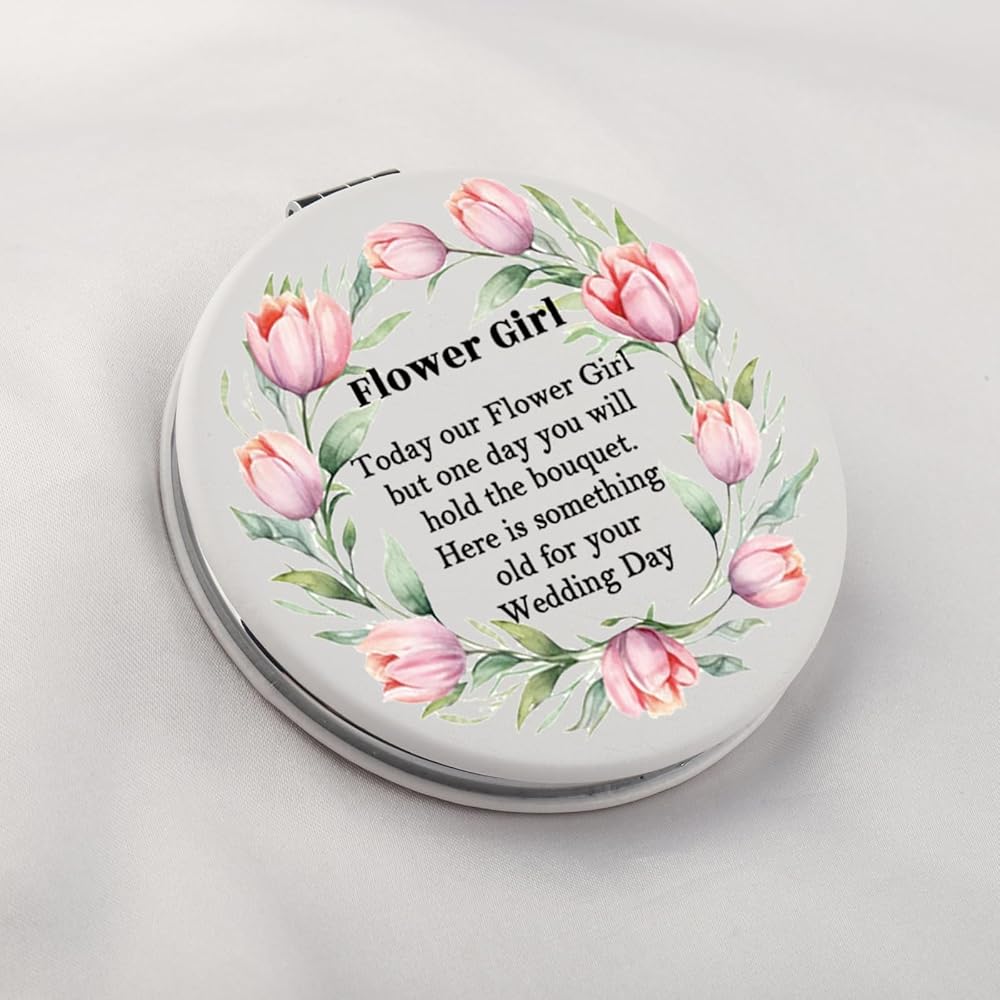 Flower Girl
Today our Flower Girl
but one day you will
hold the bouquet.
Here is something
old for your
Wedding Day